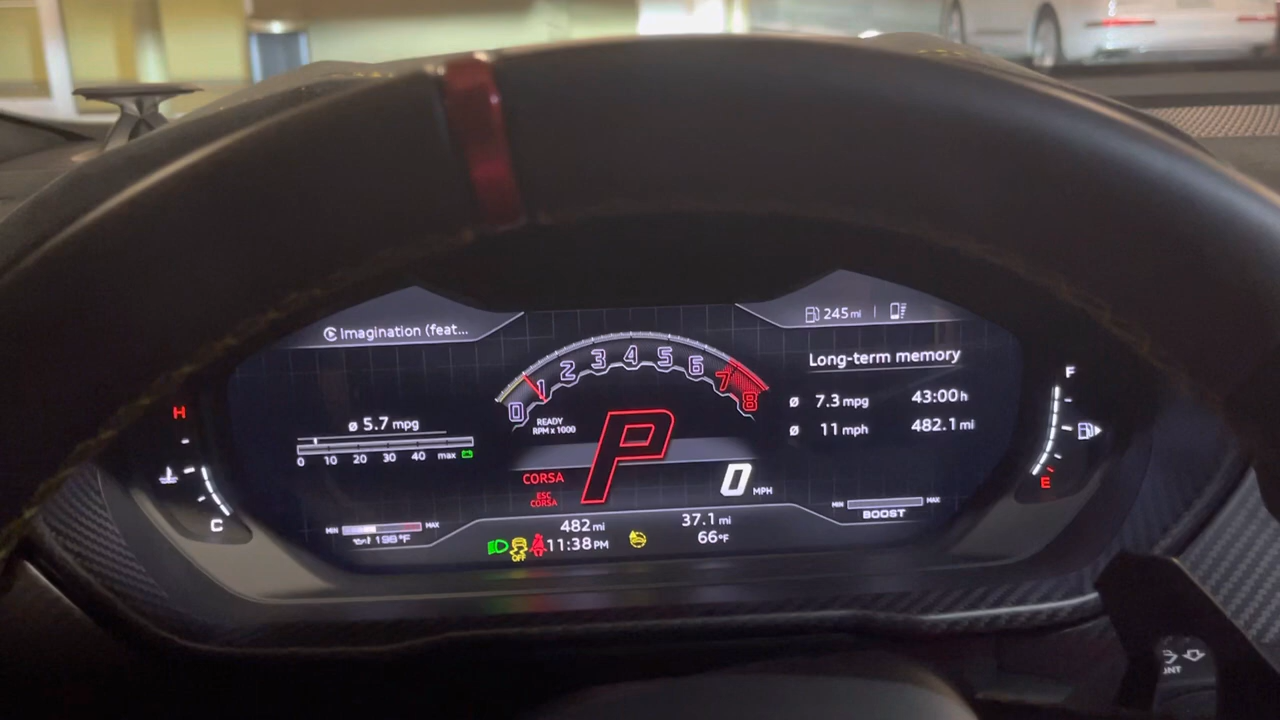 Imagination (feat...
245 mi
Long-term memory
ø 7.3 mpg 43:00 h
ø 11 mph 482.1 mi
ø 5.7 mpg
0 10 20 30 40 max
0 1 2 3 4 5 6 7 8
READY
RPM x 1000
P
CORSA
ESC
CORSA
0 MPH
H
C
F
E
MIN MAX
198°F
MIN MAX
BOOST
482 mi 37.1 mi
OFF
11:38 PM 66°F